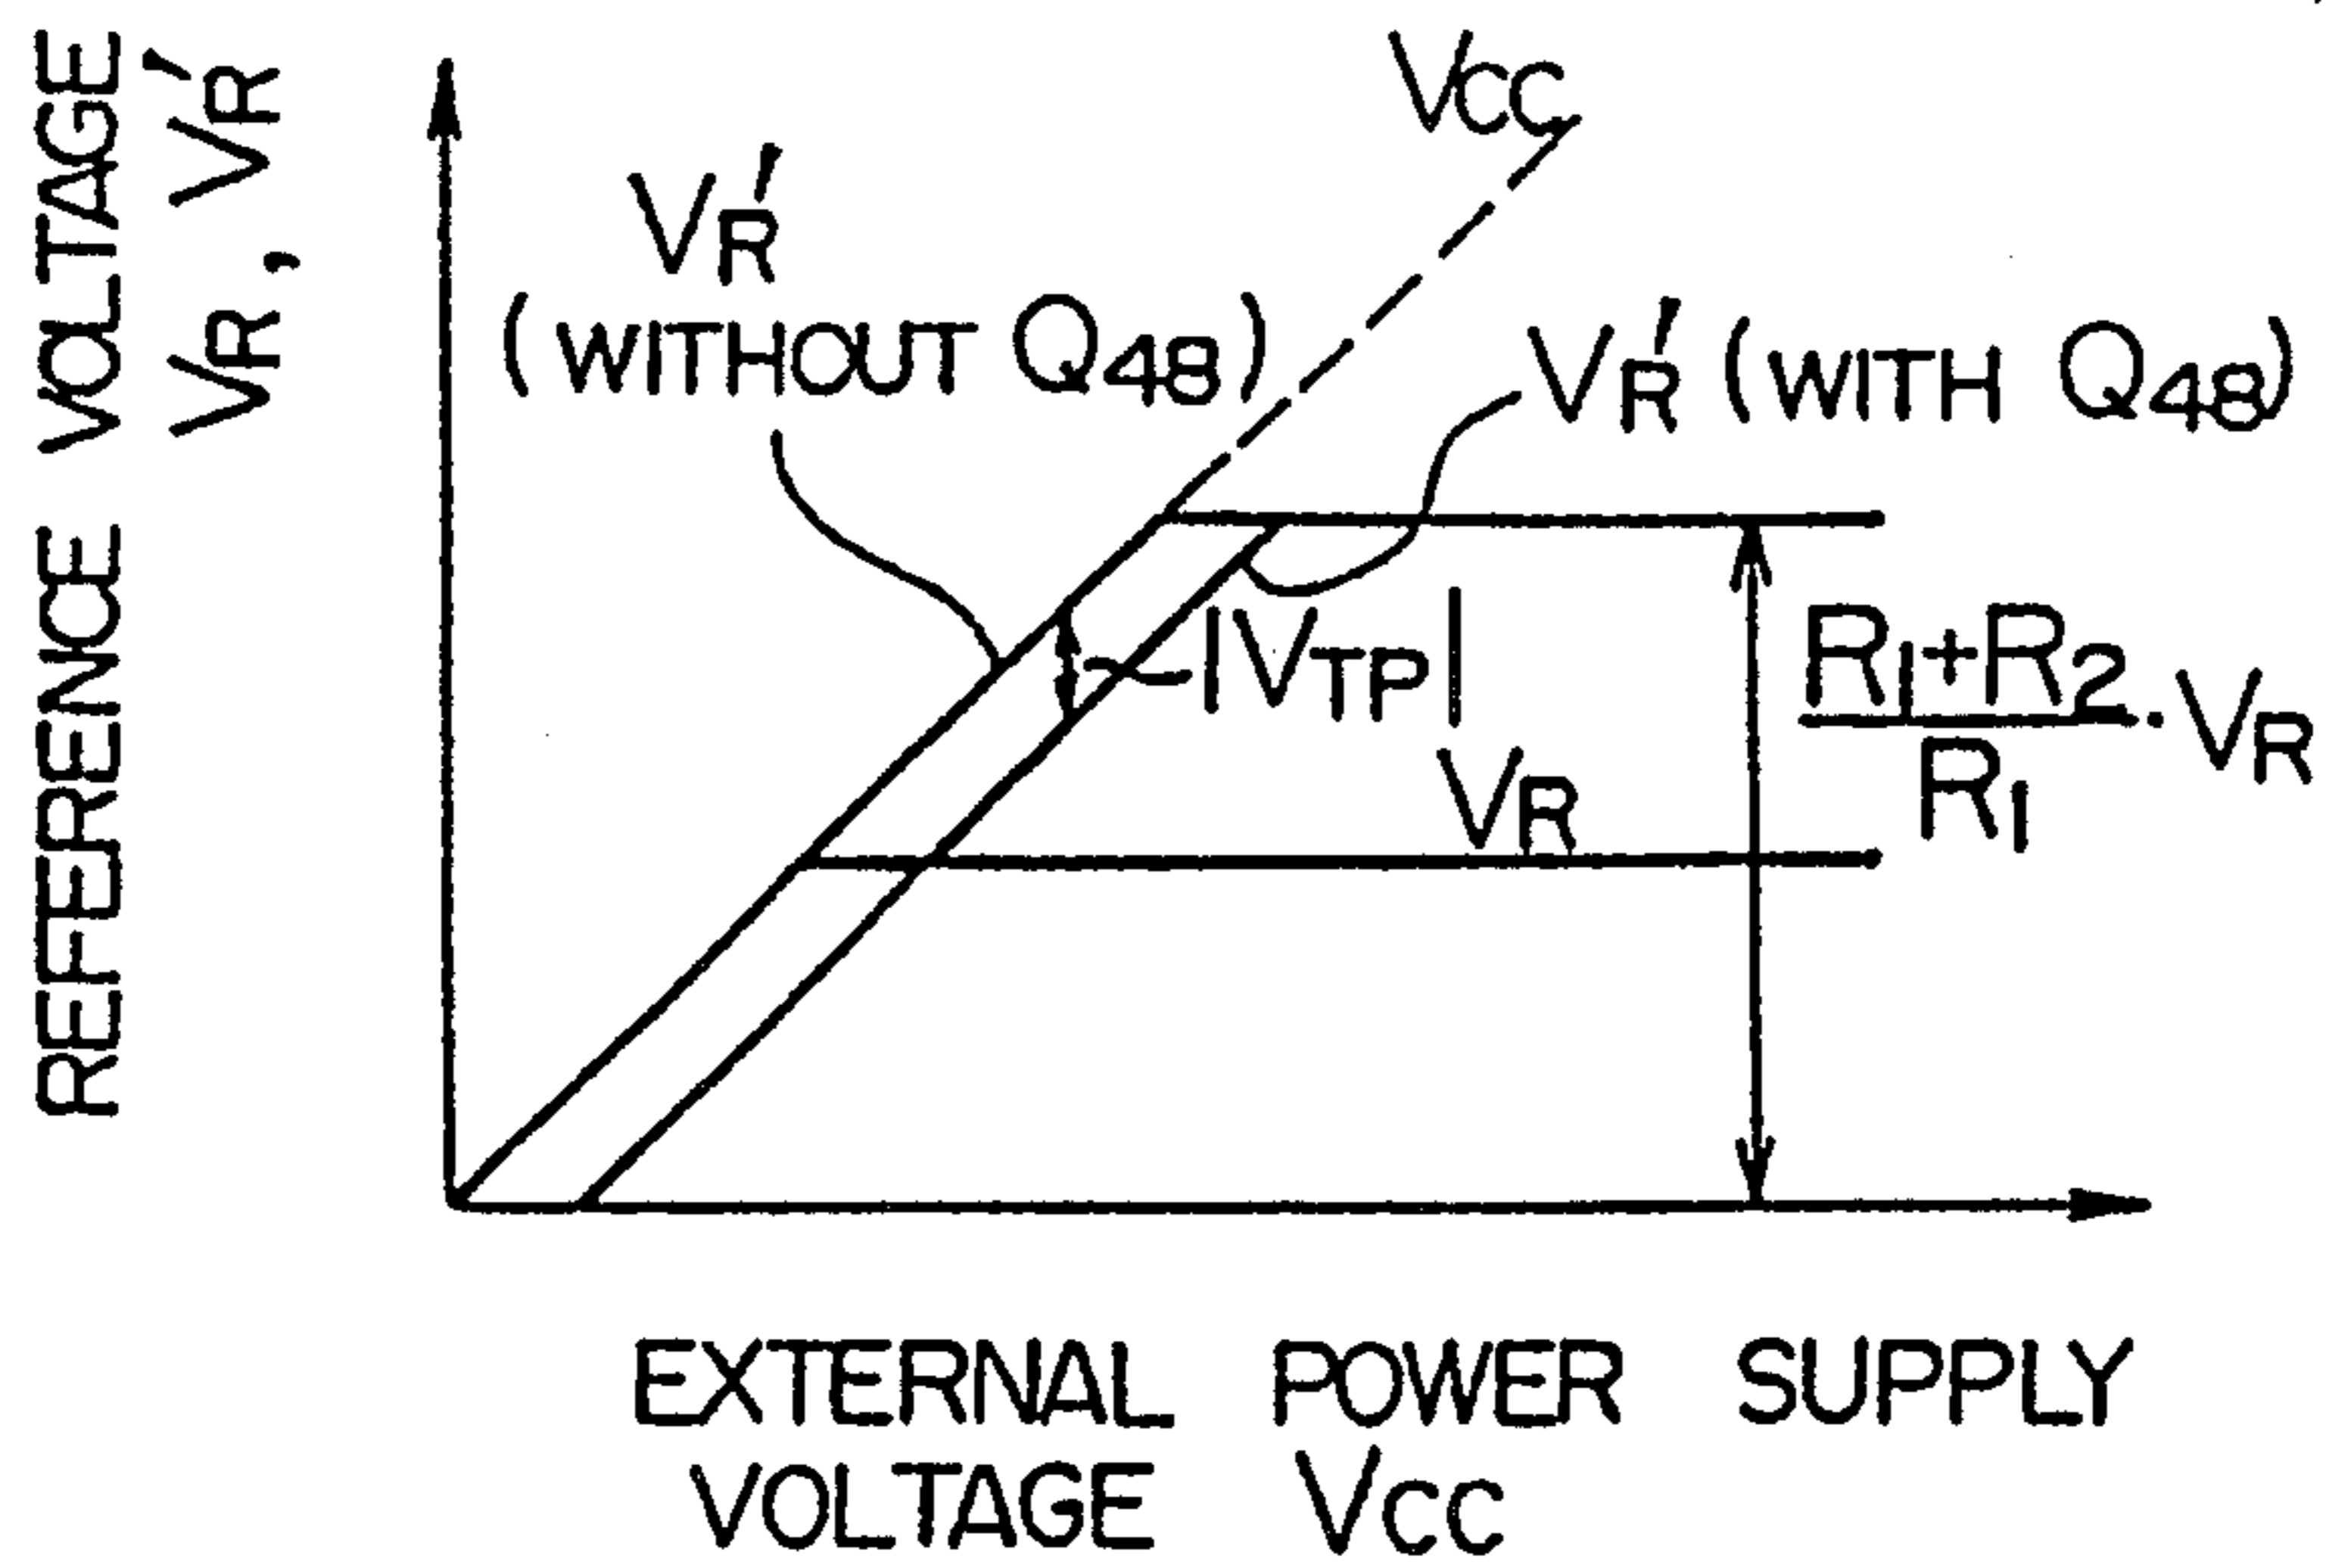 REFERENCE VOLTAGE
VR, VR'
VCC
VR'
(WITHOUT Q48)
VR' (WITH Q48)
|VTP|
R1+R2
R1
· VR
VR
EXTERNAL POWER SUPPLY
VOLTAGE VCC